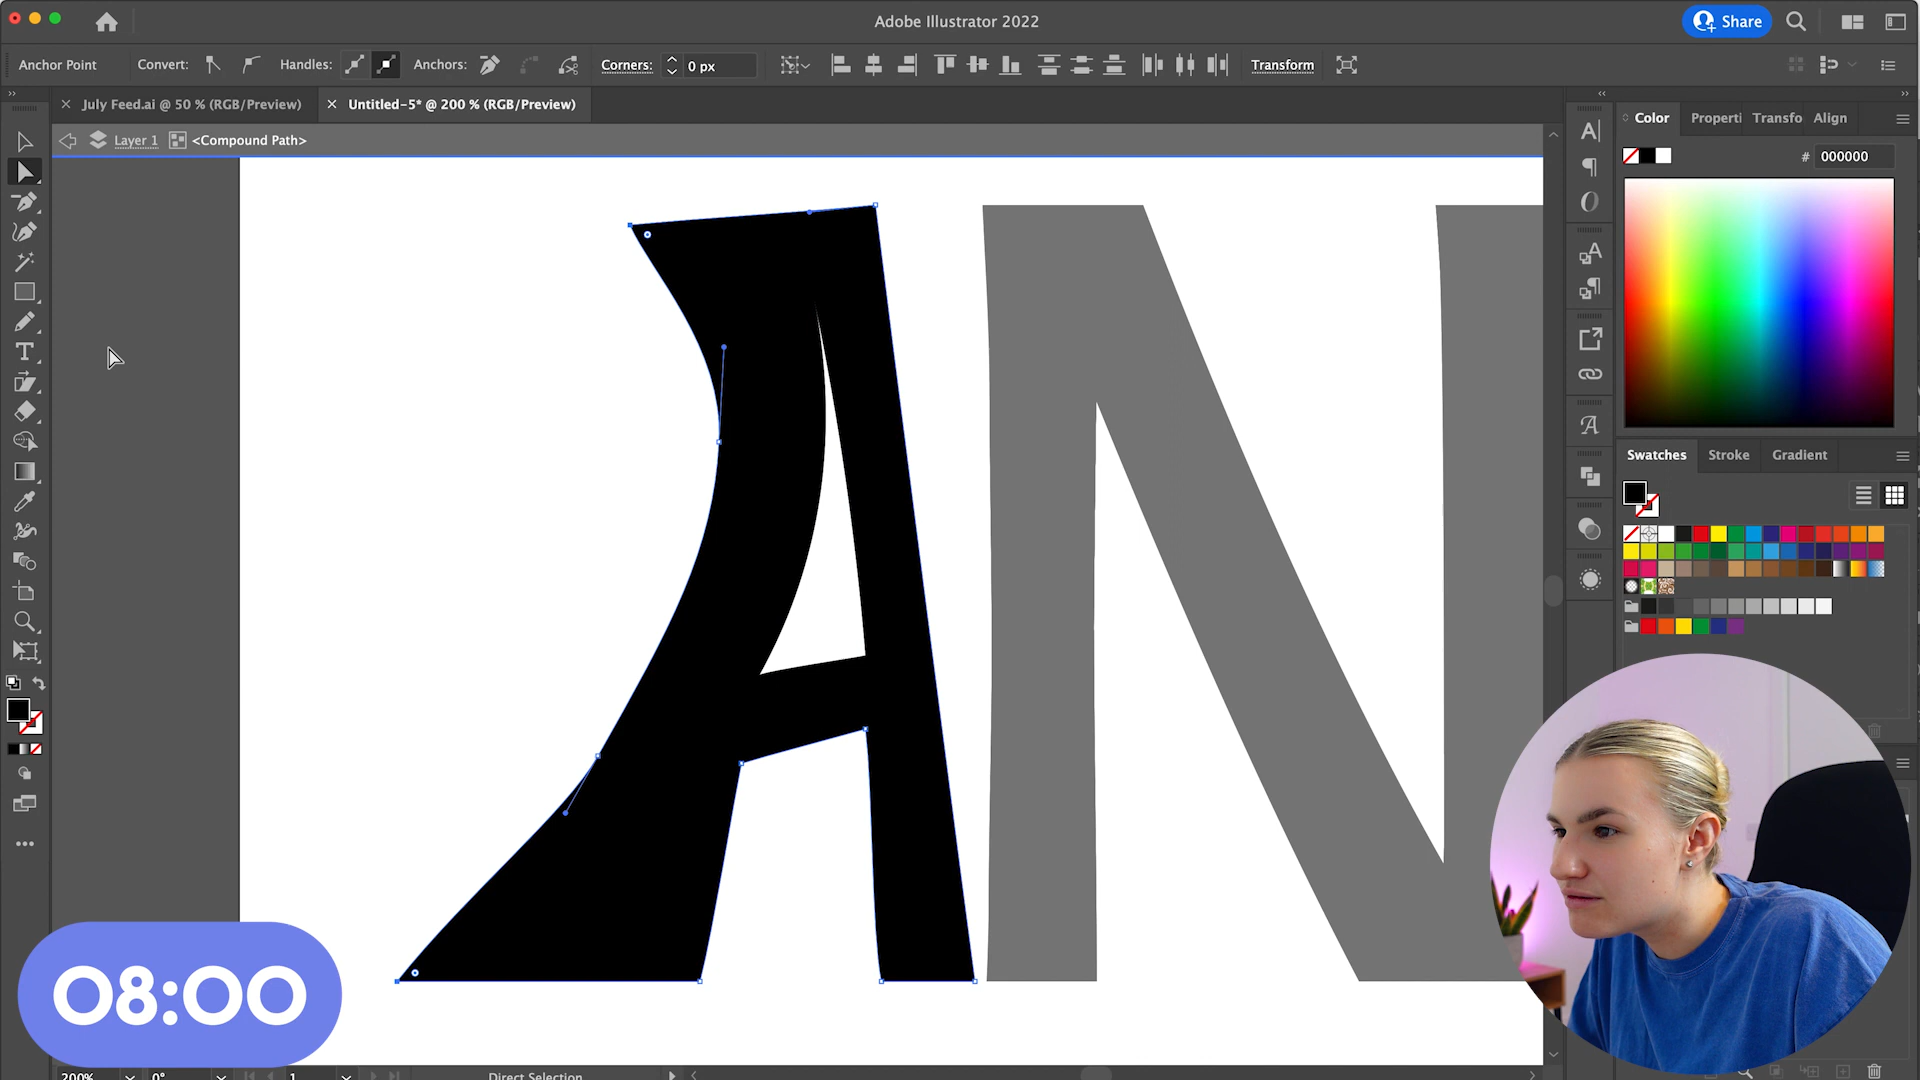 Adobe Illustrator 2022
Share
Anchor Point
Convert:
Handles:
Anchors:
Corners:
0 px
Transform
July Feed.ai @ 50 % (RGB/Preview)
Untitled-5* @ 200 % (RGB/Preview)
Layer 1
<Compound Path>
Color
Properti
Transfo
Align
# 000000
AN
Swatches
Stroke
Gradient
08:00
200%
0°
1
Direct Selection